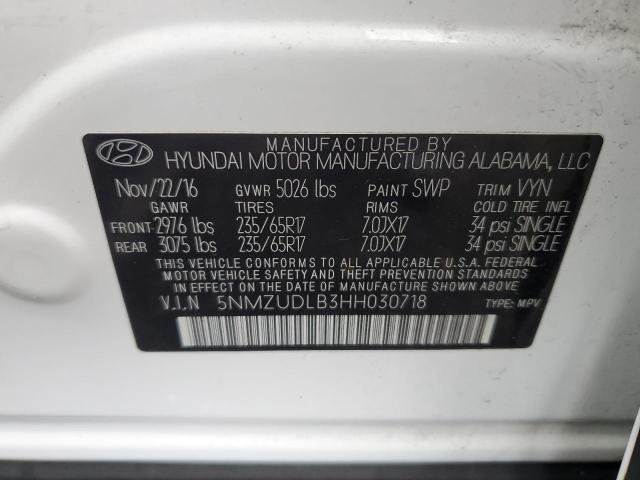 MANUFACTURED BY
HYUNDAI MOTOR MANUFACTURING ALABAMA, LLC
Nov/22/16 GVWR 5026 lbs PAINT SWP TRIM VYN
GAWR TIRES RIMS COLD TIRE INFL
FRONT 2976 lbs 235/65R17 7.0JX17 34 psi SINGLE
REAR 3075 lbs 235/65R17 7.0JX17 34 psi SINGLE
THIS VEHICLE CONFORMS TO ALL APPLICABLE U.S.A. FEDERAL
MOTOR VEHICLE SAFETY AND THEFT PREVENTION STANDARDS
IN EFFECT ON THE DATE OF MANUFACTURE SHOWN ABOVE
V.I.N 5NMZUDLB3HH030718 TYPE: MPV